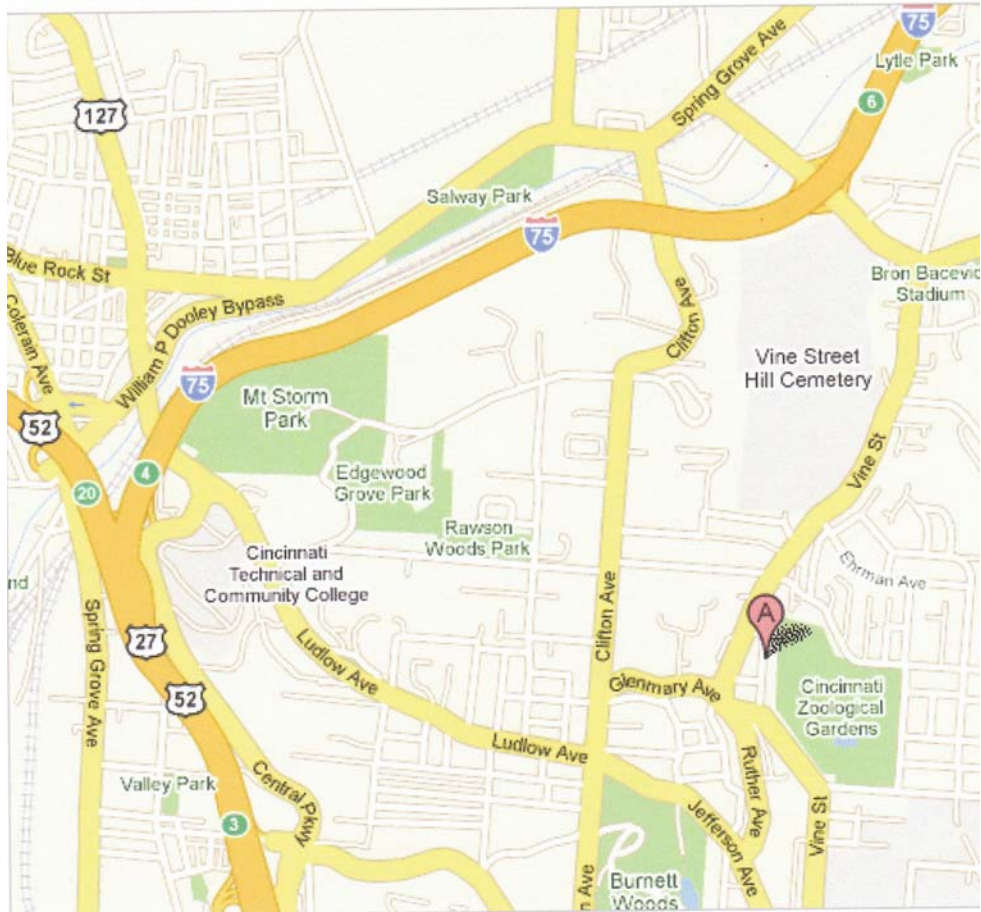 75
Lytle Park
Spring Grove Ave
6
127
Salway Park
75
Blue Rock St
Bron Bacevic
Stadium
William P Dooley Bypass
Clifton Ave
Colerain Ave
Vine Street
Hill Cemetery
75
Mt Storm
Park
52
Vine St
4
Edgewood
Grove Park
20
Rawson
Woods Park
Cincinnati
Technical and
Community College
Ehrman Ave
nd
A
Clifton Ave
Spring Grove Ave
27
Ludlow Ave
Glenmary Ave
52
Cincinnati
Zoological
Gardens
Ludlow Ave
Valley Park
Central Pkwy
Ruther Ave
Jefferson Ave
Vine St
3
Burnett
Woods
n Ave